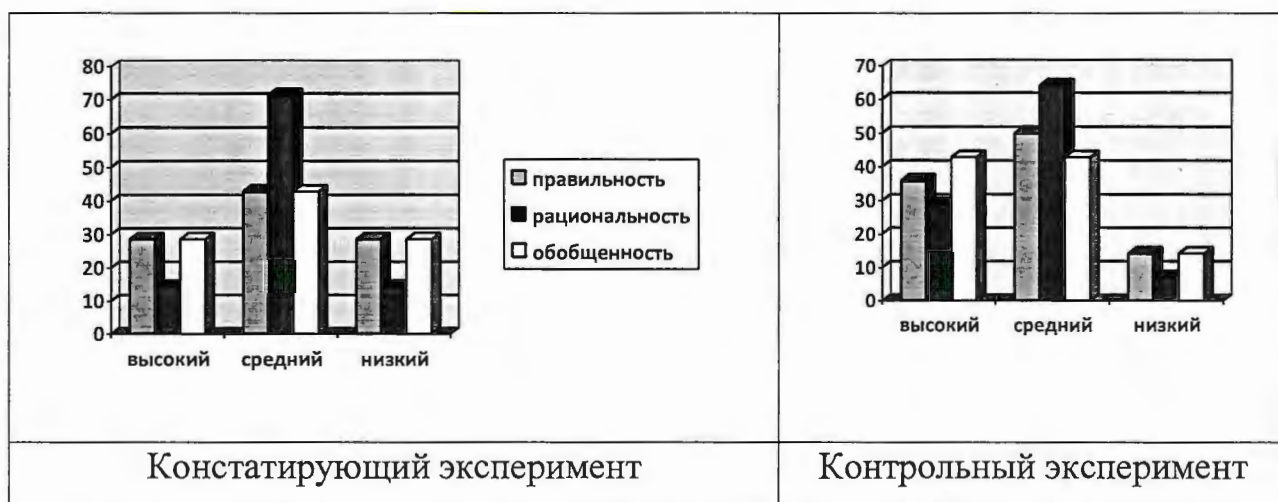 80
70
60
50
40
30
20
10
0
высокий средний низкий
правильность
рациональность
обобщенность
70
60
50
40
30
20
10
0
высокий средний низкий
Констатирующий эксперимент
Контрольный эксперимент